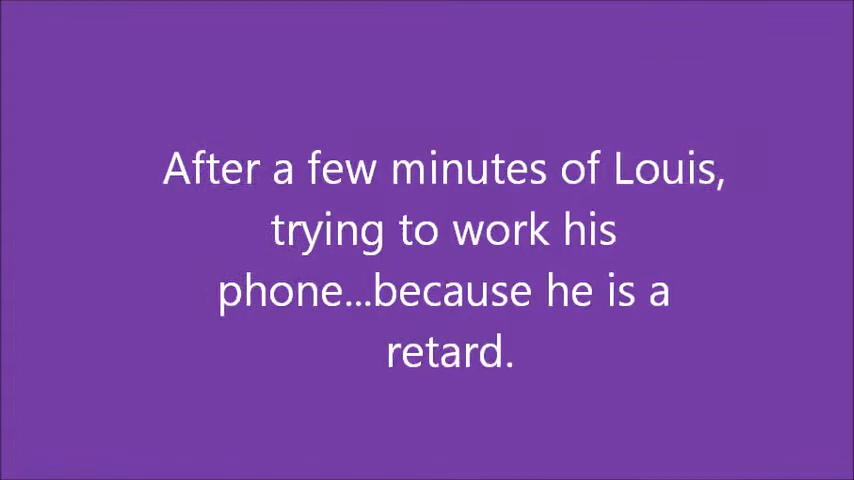 After a few minutes of Louis,
trying to work his
phone...because he is a
retard.